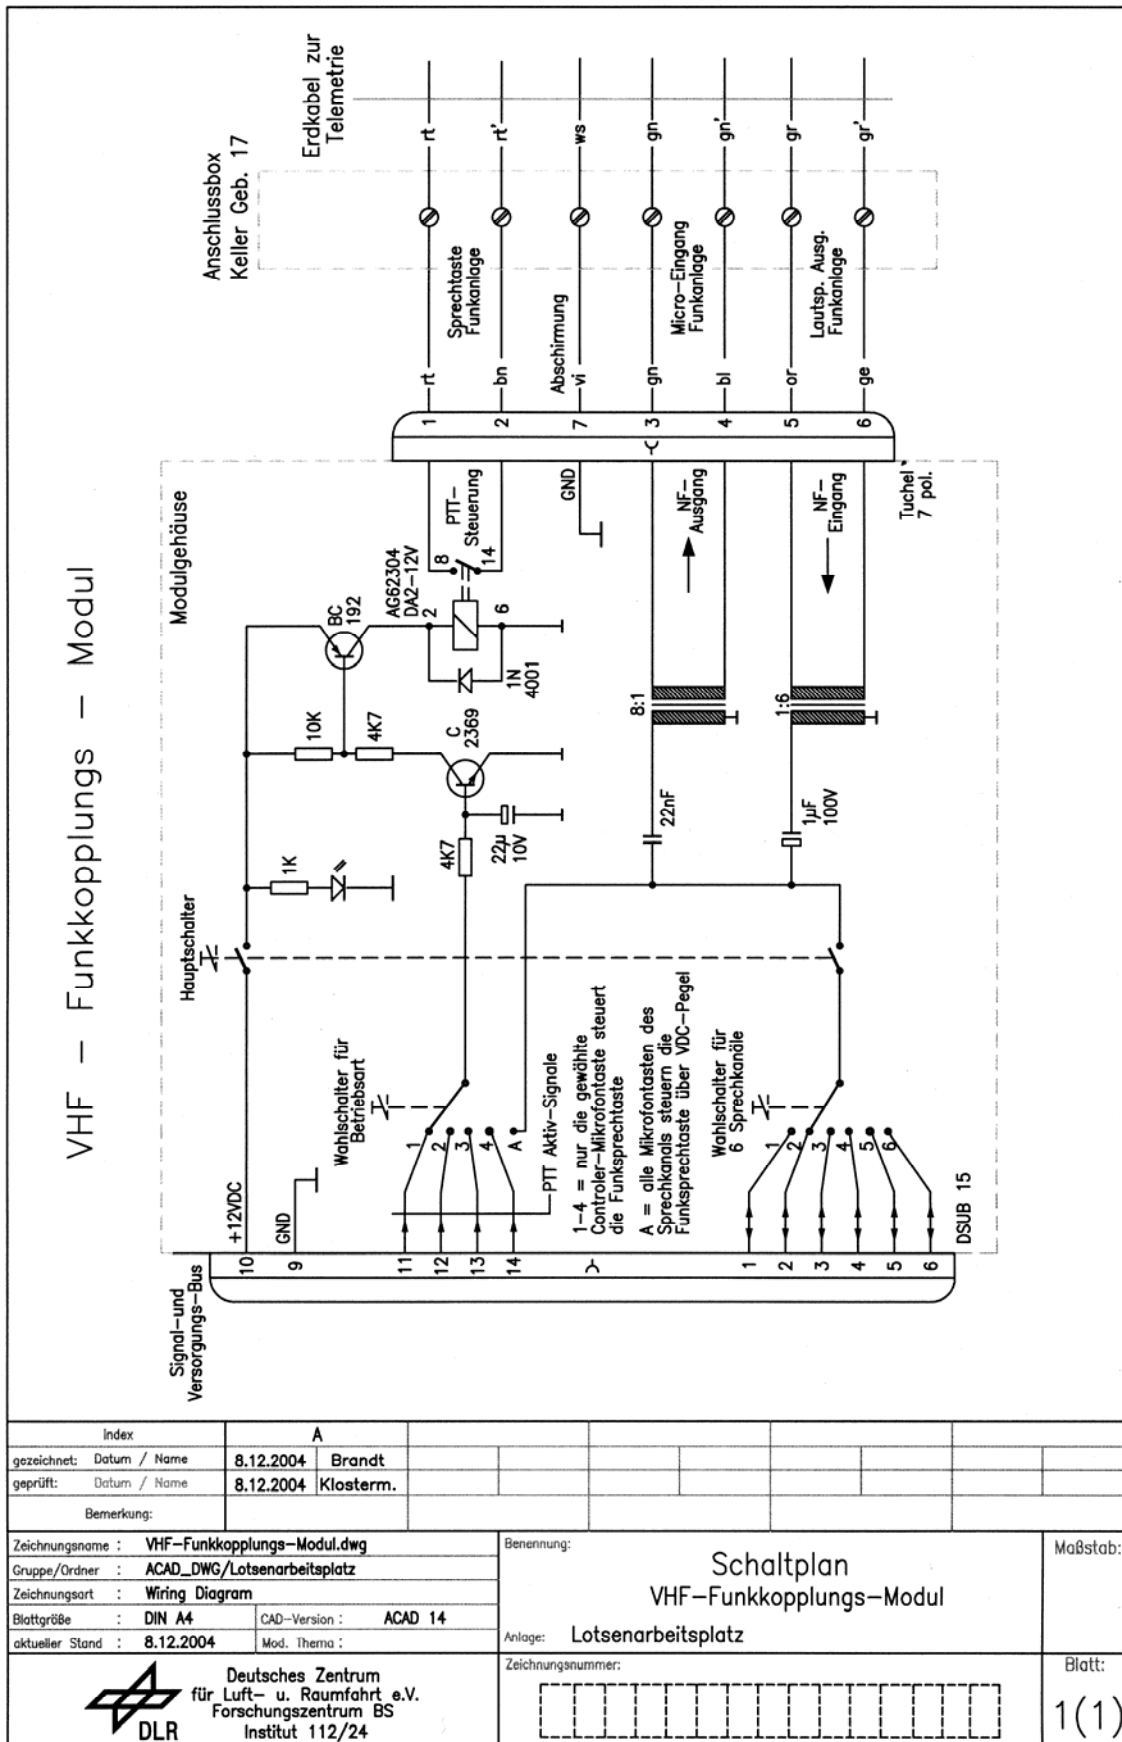 VHF – Funkkopplungs – Modul
Anschlussbox
Keller Geb. 17
Erdkabel zur
Telemetrie
rt
rt'
ws
gn
gn'
gr
gr'
Sprechtaste
Funkanlage
Abschirmung
Micro-Eingang
Funkanlage
Lautsp. Ausg.
Funkanlage
rt
bn
vi
gn
bl
or
ge
1
2
7
3
4
5
6
Tuchel'
7 pol.
Modulgehäuse
PTT-
Steuerung
GND
NF-
Ausgang
NF-
Eingang
BC
192
AG62304
DA2-12V
2
6
8
14
1N
4001
10K
4K7
C
2369
8:1
1:6
1K
4K7
22µ
10V
22nF
1µF
100V
Hauptschalter
Wahlschalter für
Betriebsart
1
2
3
4
A
PTT Aktiv-Signale
1-4 = nur die gewählte
Controler-Mikrofontaste steuert
die Funksprechtaste
A = alle Mikrofontasten des
Sprechkanals steuern die
Funksprechtaste über VDC-Pegel
Wahlschalter für
6 Sprechkanäle
1
2
3
4
5
6
+12VDC
GND
Signal-und
Versorgungs-Bus
10
9
11
12
13
14
1
2
3
4
5
6
DSUB 15
Index A
gezeichnet: Datum / Name 8.12.2004 Brandt
geprüft: Datum / Name 8.12.2004 Klosterm.
Bemerkung:
Zeichnungsname : VHF-Funkkopplungs-Modul.dwg
Gruppe/Ordner : ACAD_DWG/Lotsenarbeitsplatz
Zeichnungsart : Wiring Diagram
Blattgröße : DIN A4 CAD-Version : ACAD 14
aktueller Stand : 8.12.2004 Mod. Thema :
Benennung:
Schaltplan
VHF-Funkkopplungs-Modul
Anlage: Lotsenarbeitsplatz
Maßstab:
DLR
Deutsches Zentrum
für Luft- u. Raumfahrt e.V.
Forschungszentrum BS
Institut 112/24
Zeichnungsnummer:
Blatt:
1(1)